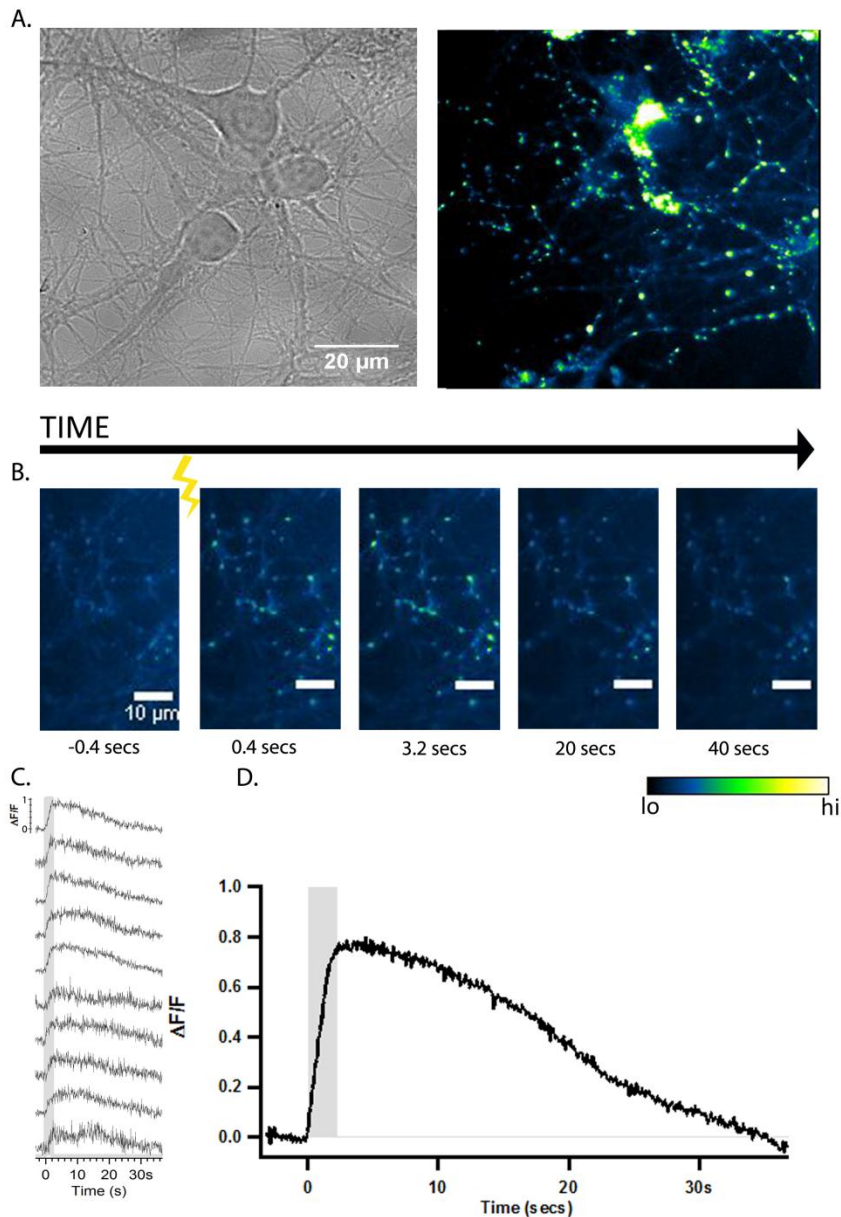 A.
20 µm
TIME
B.
10 µm
-0.4 secs
0.4 secs
3.2 secs
20 secs
40 secs
lo
hi
C.
ΔF/F
1
0
0
10
20
30s
Time (s)
D.
ΔF/F
1.0
0.8
0.6
0.4
0.2
0.0
0
10
20
30s
Time (secs)